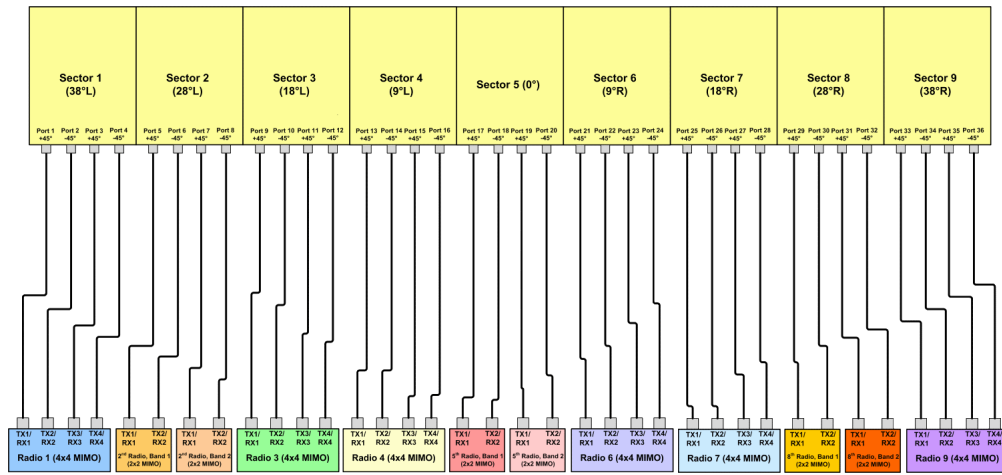 Sector 1
(38°L)
Sector 2
(28°L)
Sector 3
(18°L)
Sector 4
(9°L)
Sector 5 (0°)
Sector 6
(9°R)
Sector 7
(18°R)
Sector 8
(28°R)
Sector 9
(38°R)
Port 1 Port 2 Port 3 Port 4
+45° -45° +45° -45°
Port 5 Port 6 Port 7 Port 8
+45° -45° +45° -45°
Port 9 Port 10 Port 11 Port 12
+45° -45° +45° -45°
Port 13 Port 14 Port 15 Port 16
+45° -45° +45° -45°
Port 17 Port 18 Port 19 Port 20
+45° -45° +45° -45°
Port 21 Port 22 Port 23 Port 24
+45° -45° +45° -45°
Port 25 Port 26 Port 27 Port 28
+45° -45° +45° -45°
Port 29 Port 30 Port 31 Port 32
+45° -45° +45° -45°
Port 33 Port 34 Port 35 Port 36
+45° -45° +45° -45°
TX1/ TX2/ TX3/ TX4/
RX1 RX2 RX3 RX4
Radio 1 (4x4 MIMO)
TX1/ TX2/
RX1 RX2
2nd Radio, Band 1
(2x2 MIMO)
TX1/ TX2/
RX1 RX2
2nd Radio, Band 2
(2x2 MIMO)
TX1/ TX2/ TX3/ TX4/
RX1 RX2 RX3 RX4
Radio 3 (4x4 MIMO)
TX1/ TX2/ TX3/ TX4/
RX1 RX2 RX3 RX4
Radio 4 (4x4 MIMO)
TX1/ TX2/
RX1 RX2
5th Radio, Band 1
(2x2 MIMO)
TX1/ TX2/
RX1 RX2
5th Radio, Band 2
(2x2 MIMO)
TX1/ TX2/ TX3/ TX4/
RX1 RX2 RX3 RX4
Radio 6 (4x4 MIMO)
TX1/ TX2/ TX3/ TX4/
RX1 RX2 RX3 RX4
Radio 7 (4x4 MIMO)
TX1/ TX2/
RX1 RX2
8th Radio, Band 1
(2x2 MIMO)
TX1/ TX2/
RX1 RX2
8th Radio, Band 2
(2x2 MIMO)
TX1/ TX2/ TX3/ TX4/
RX1 RX2 RX3 RX4
Radio 9 (4x4 MIMO)